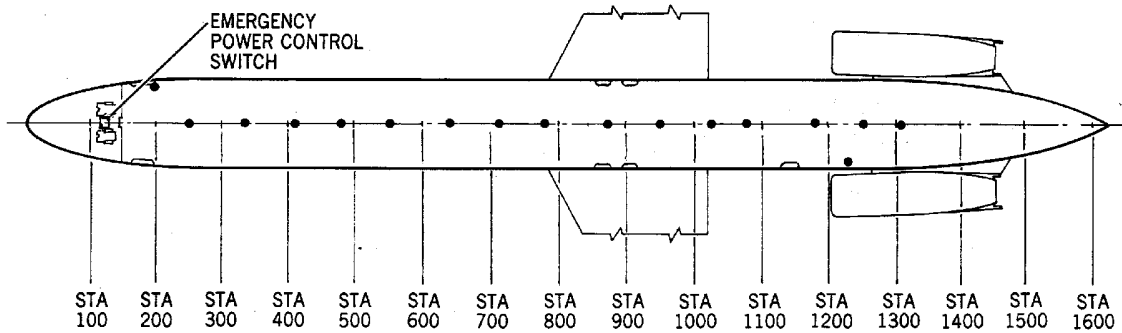 EMERGENCY
POWER CONTROL
SWITCH
STA STA STA STA STA STA STA STA STA STA STA STA STA STA STA STA
100 200 300 400 500 600 700 800 900 1000 1100 1200 1300 1400 1500 1600